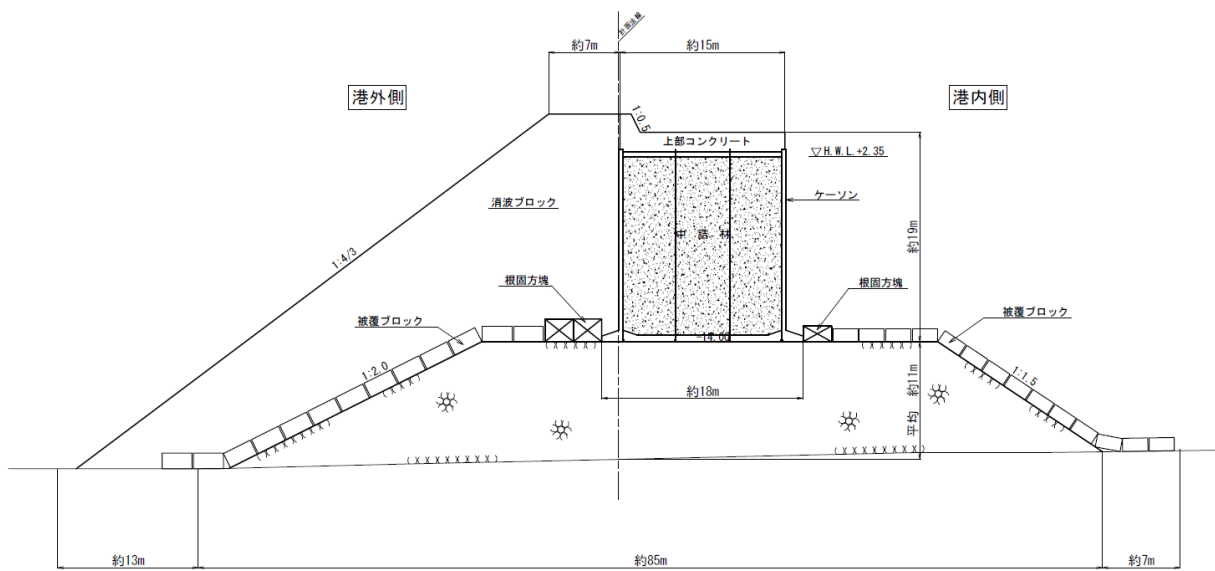 計画法線
約7m
約15m
港外側
港内側
1:0.5
上部コンクリート
▽H.W.L.+2.35
消波ブロック
ケーソン
中詰材
約19m
1:4/3
根固方塊
根固方塊
被覆ブロック
被覆ブロック
-14.00
1:2.0
1:1.5
約18m
平均 約11m
約13m
約85m
約7m